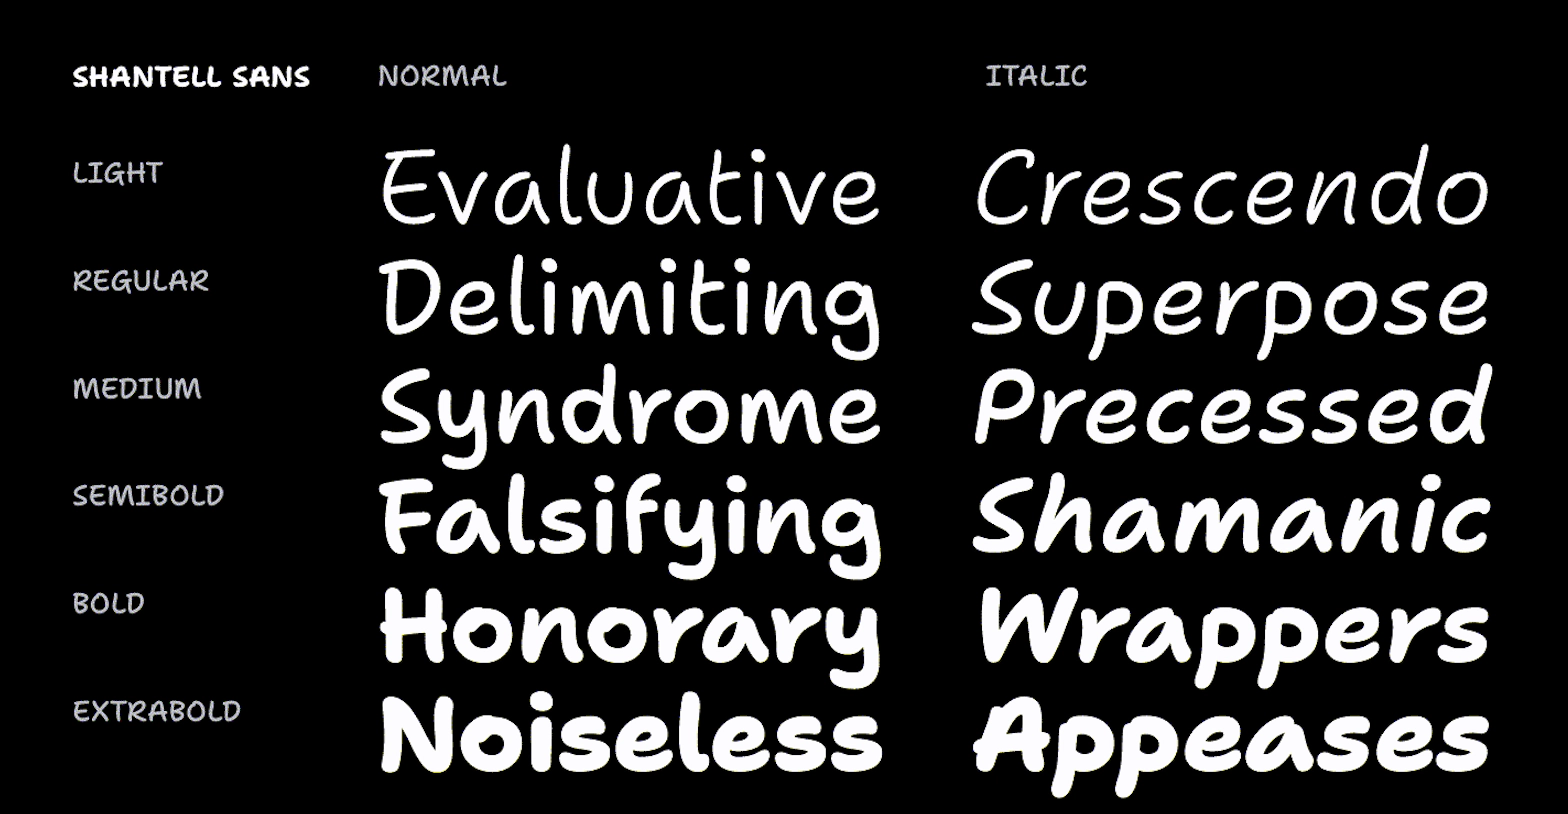 SHANTELL SANS NORMAL ITALIC
LIGHT Evaluative Crescendo
REGULAR Delimiting Superpose
MEDIUM Syndrome Precessed
SEMIBOLD Falsifying Shamanic
BOLD Honorary Wrappers
EXTRABOLD Noiseless Appeases